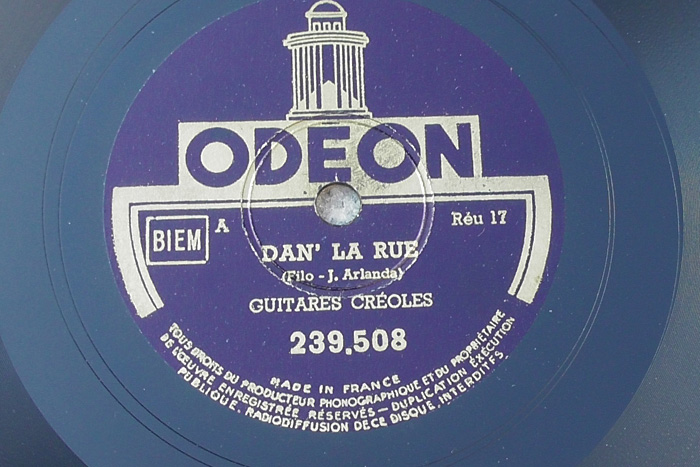 ODEON
BIEM A Réu 17
DAN' LA RUE
(Filo - J. Arlanda)
GUITARES CRÉOLES
239.508
MADE IN FRANCE
TOUS DROITS DU PRODUCTEUR PHONOGRAPHIQUE ET DU PROPRIÉTAIRE
DE L'ŒUVRE ENREGISTRÉE RÉSERVÉS — DUPLICATION EXÉCUTION
PUBLIQUE, RADIODIFFUSION DE CE DISQUE, INTERDITES